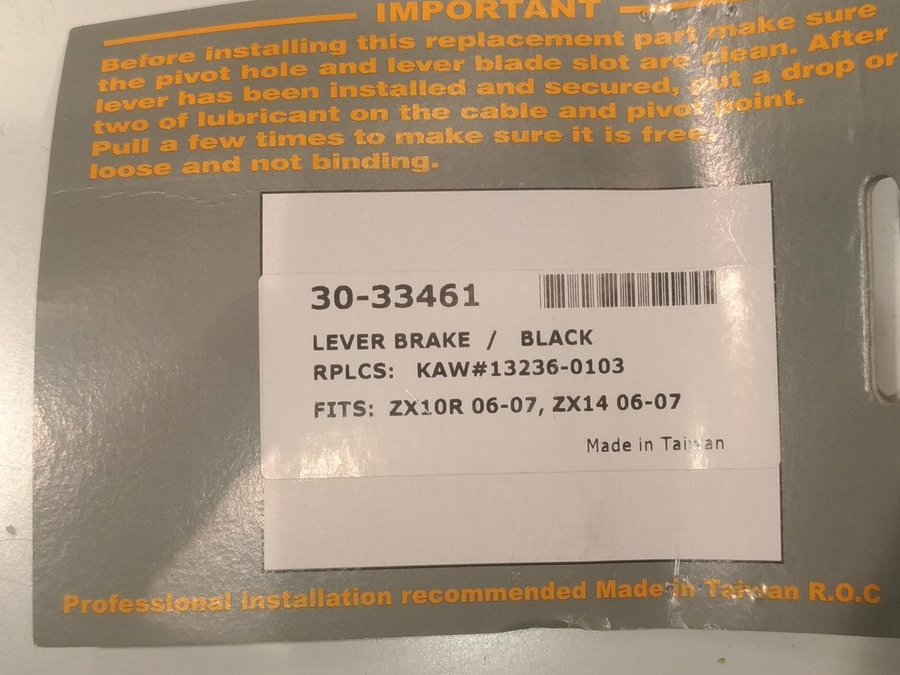 IMPORTANT
Before installing this replacement part make sure
the pivot hole and lever blade slot are clean. After
lever has been installed and secured, put a drop or
two of lubricant on the cable and pivot point.
Pull a few times to make sure it is free
loose and not binding.
30-33461
LEVER BRAKE / BLACK
RPLCS: KAW#13236-0103
FITS: ZX10R 06-07, ZX14 06-07
Made in Taiwan
Professional installation recommended Made in Taiwan R.O.C